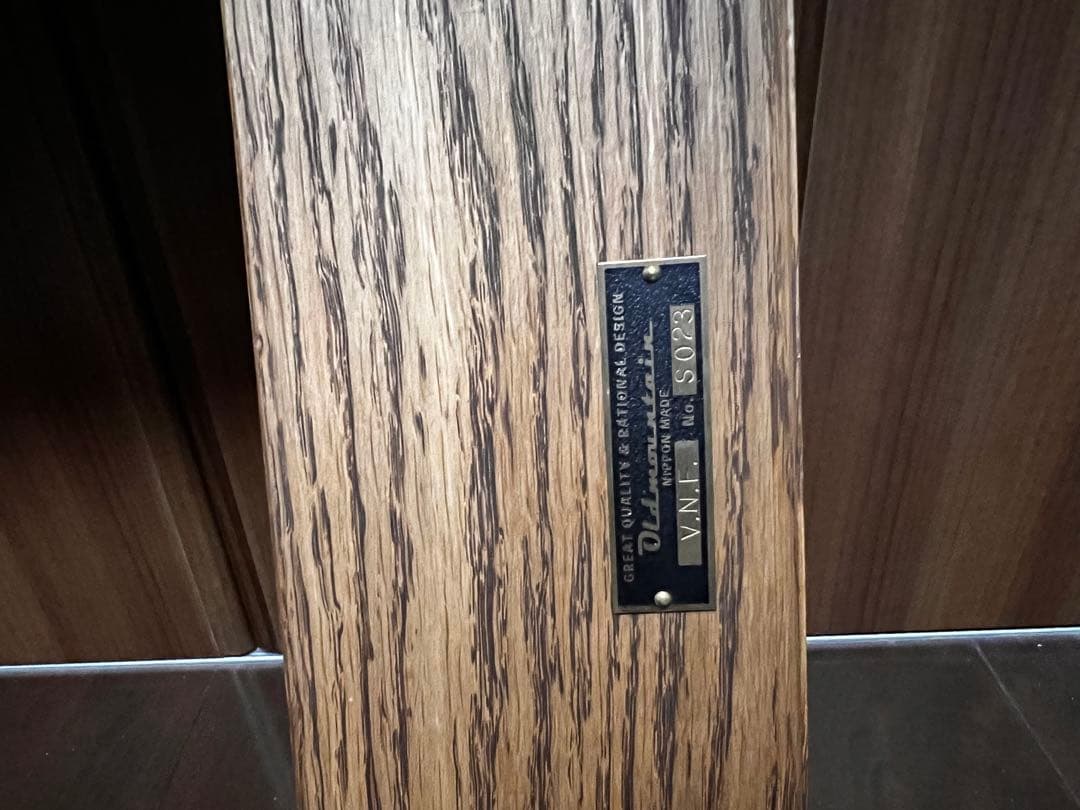 GREAT QUALITY & RATIONAL DESIGN
Oldmountain
NIPPON MADE
V.N.F. No. S023